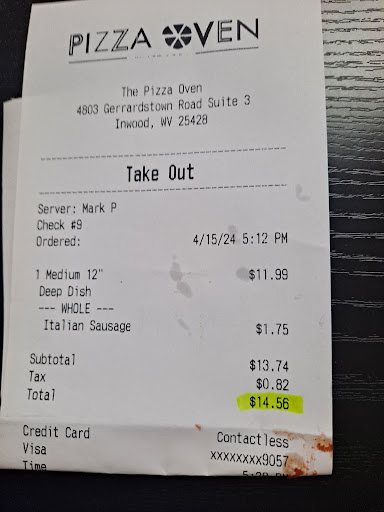 PIZZA OVEN
The Pizza Oven
4803 Gerrardstown Road Suite 3
Inwood, WV 25428
Take Out
Server: Mark P
Check #9
Ordered: 4/15/24 5:12 PM
1 Medium 12" $11.99
Deep Dish
--- WHOLE ---
Italian Sausage $1.75
Subtotal $13.74
Tax $0.82
Total $14.56
Credit Card Contactless
Visa xxxxxxxx9057
Time